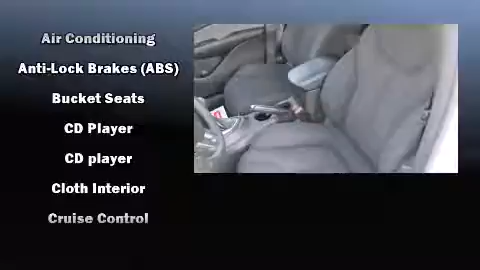 Air Conditioning
Anti-Lock Brakes (ABS)
Bucket Seats
CD Player
CD player
Cloth Interior
Cruise Control